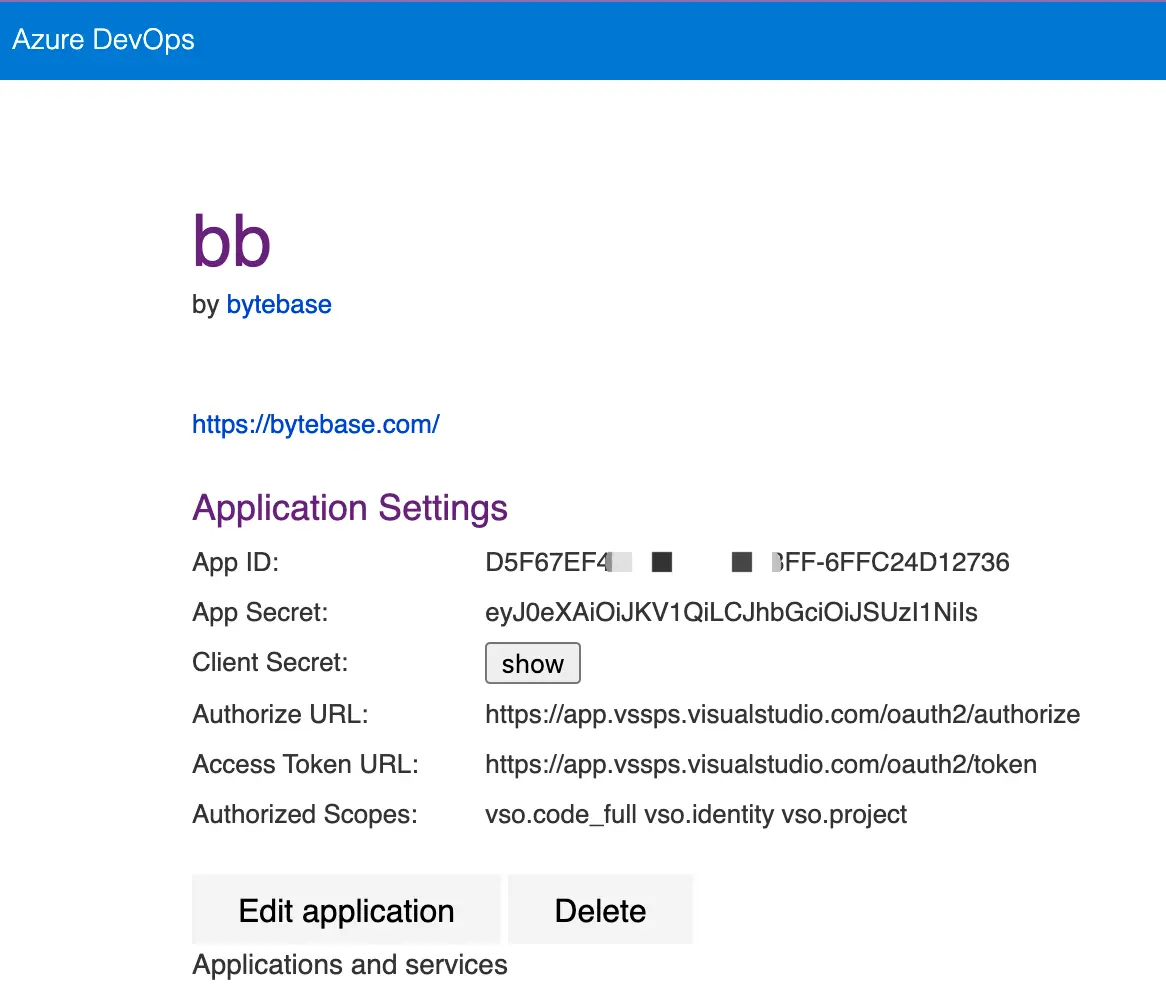 Azure DevOps
bb
by bytebase
https://bytebase.com/
Application Settings
App ID: D5F67EF4 FF-6FFC24D12736
App Secret: eyJ0eXAiOiJKV1QiLCJhbGciOiJSUzI1NiIs
Client Secret: show
Authorize URL: https://app.vssps.visualstudio.com/oauth2/authorize
Access Token URL: https://app.vssps.visualstudio.com/oauth2/token
Authorized Scopes: vso.code_full vso.identity vso.project
Edit application Delete
Applications and services